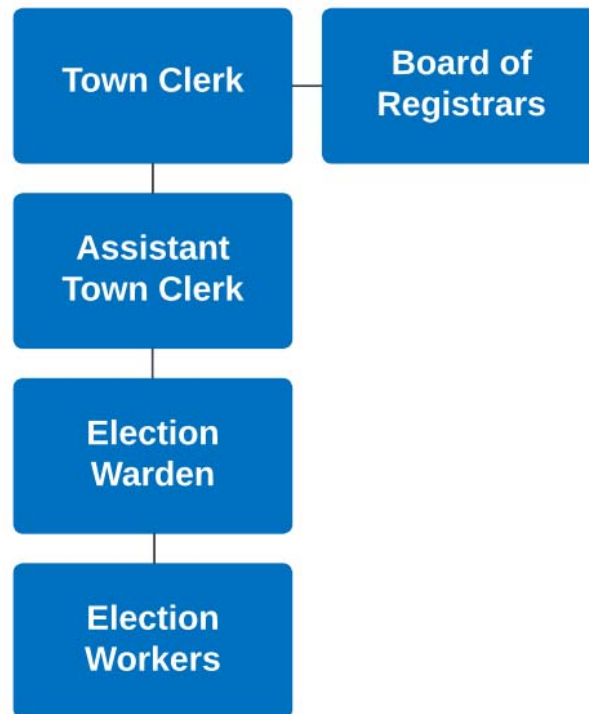 Town Clerk
Board of
Registrars
Assistant
Town Clerk
Election
Warden
Election
Workers